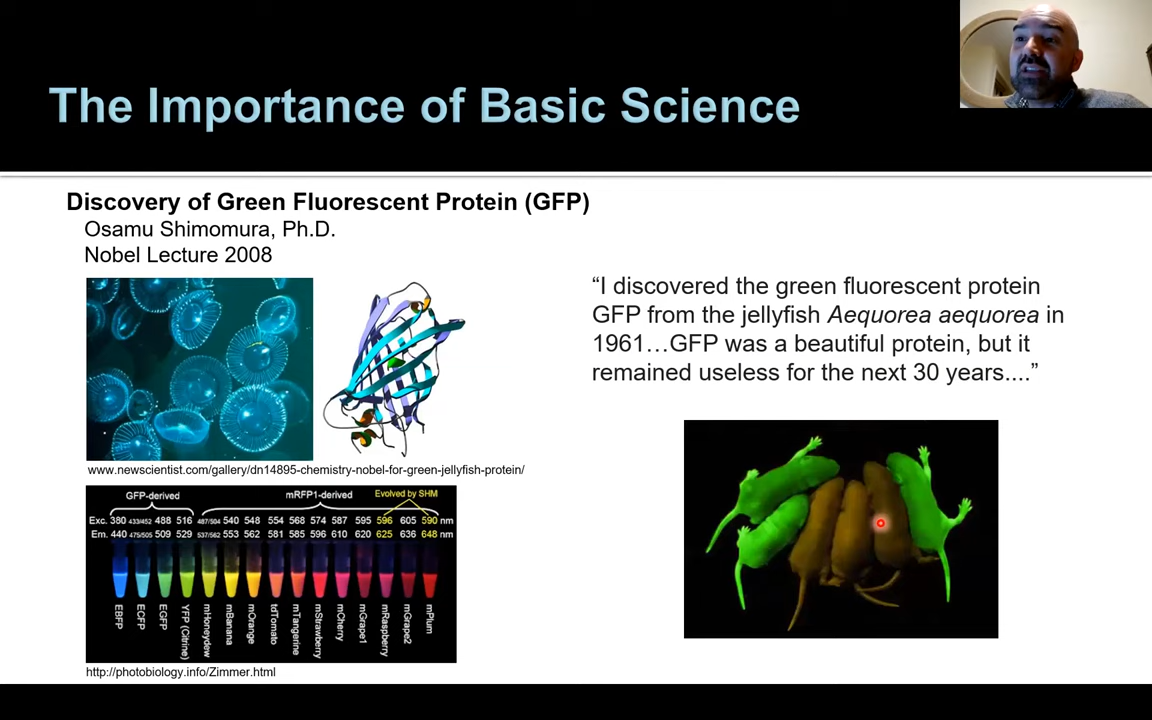 The Importance of Basic Science
Discovery of Green Fluorescent Protein (GFP)
Osamu Shimomura, Ph.D.
Nobel Lecture 2008
“I discovered the green fluorescent protein
GFP from the jellyfish Aequorea aequorea in
1961…GFP was a beautiful protein, but it
remained useless for the next 30 years....”
www.newscientist.com/gallery/dn14895-chemistry-nobel-for-green-jellyfish-protein/
GFP-derived mRFP1-derived Evolved by SHM
Exc. 380 433/452 488 516 487/504 540 548 554 568 574 587 595 596 605 590 nm
Em. 440 475/505 509 529 537/562 553 562 581 585 596 610 620 625 636 648 nm
EBFP
ECFP
EGFP
YFP (Citrine)
mHoneydew
mBanana
mOrange
tdTomato
mTangerine
mStrawberry
mCherry
mGrape1
mRaspberry
mGrape2
mPlum
http://photobiology.info/Zimmer.html